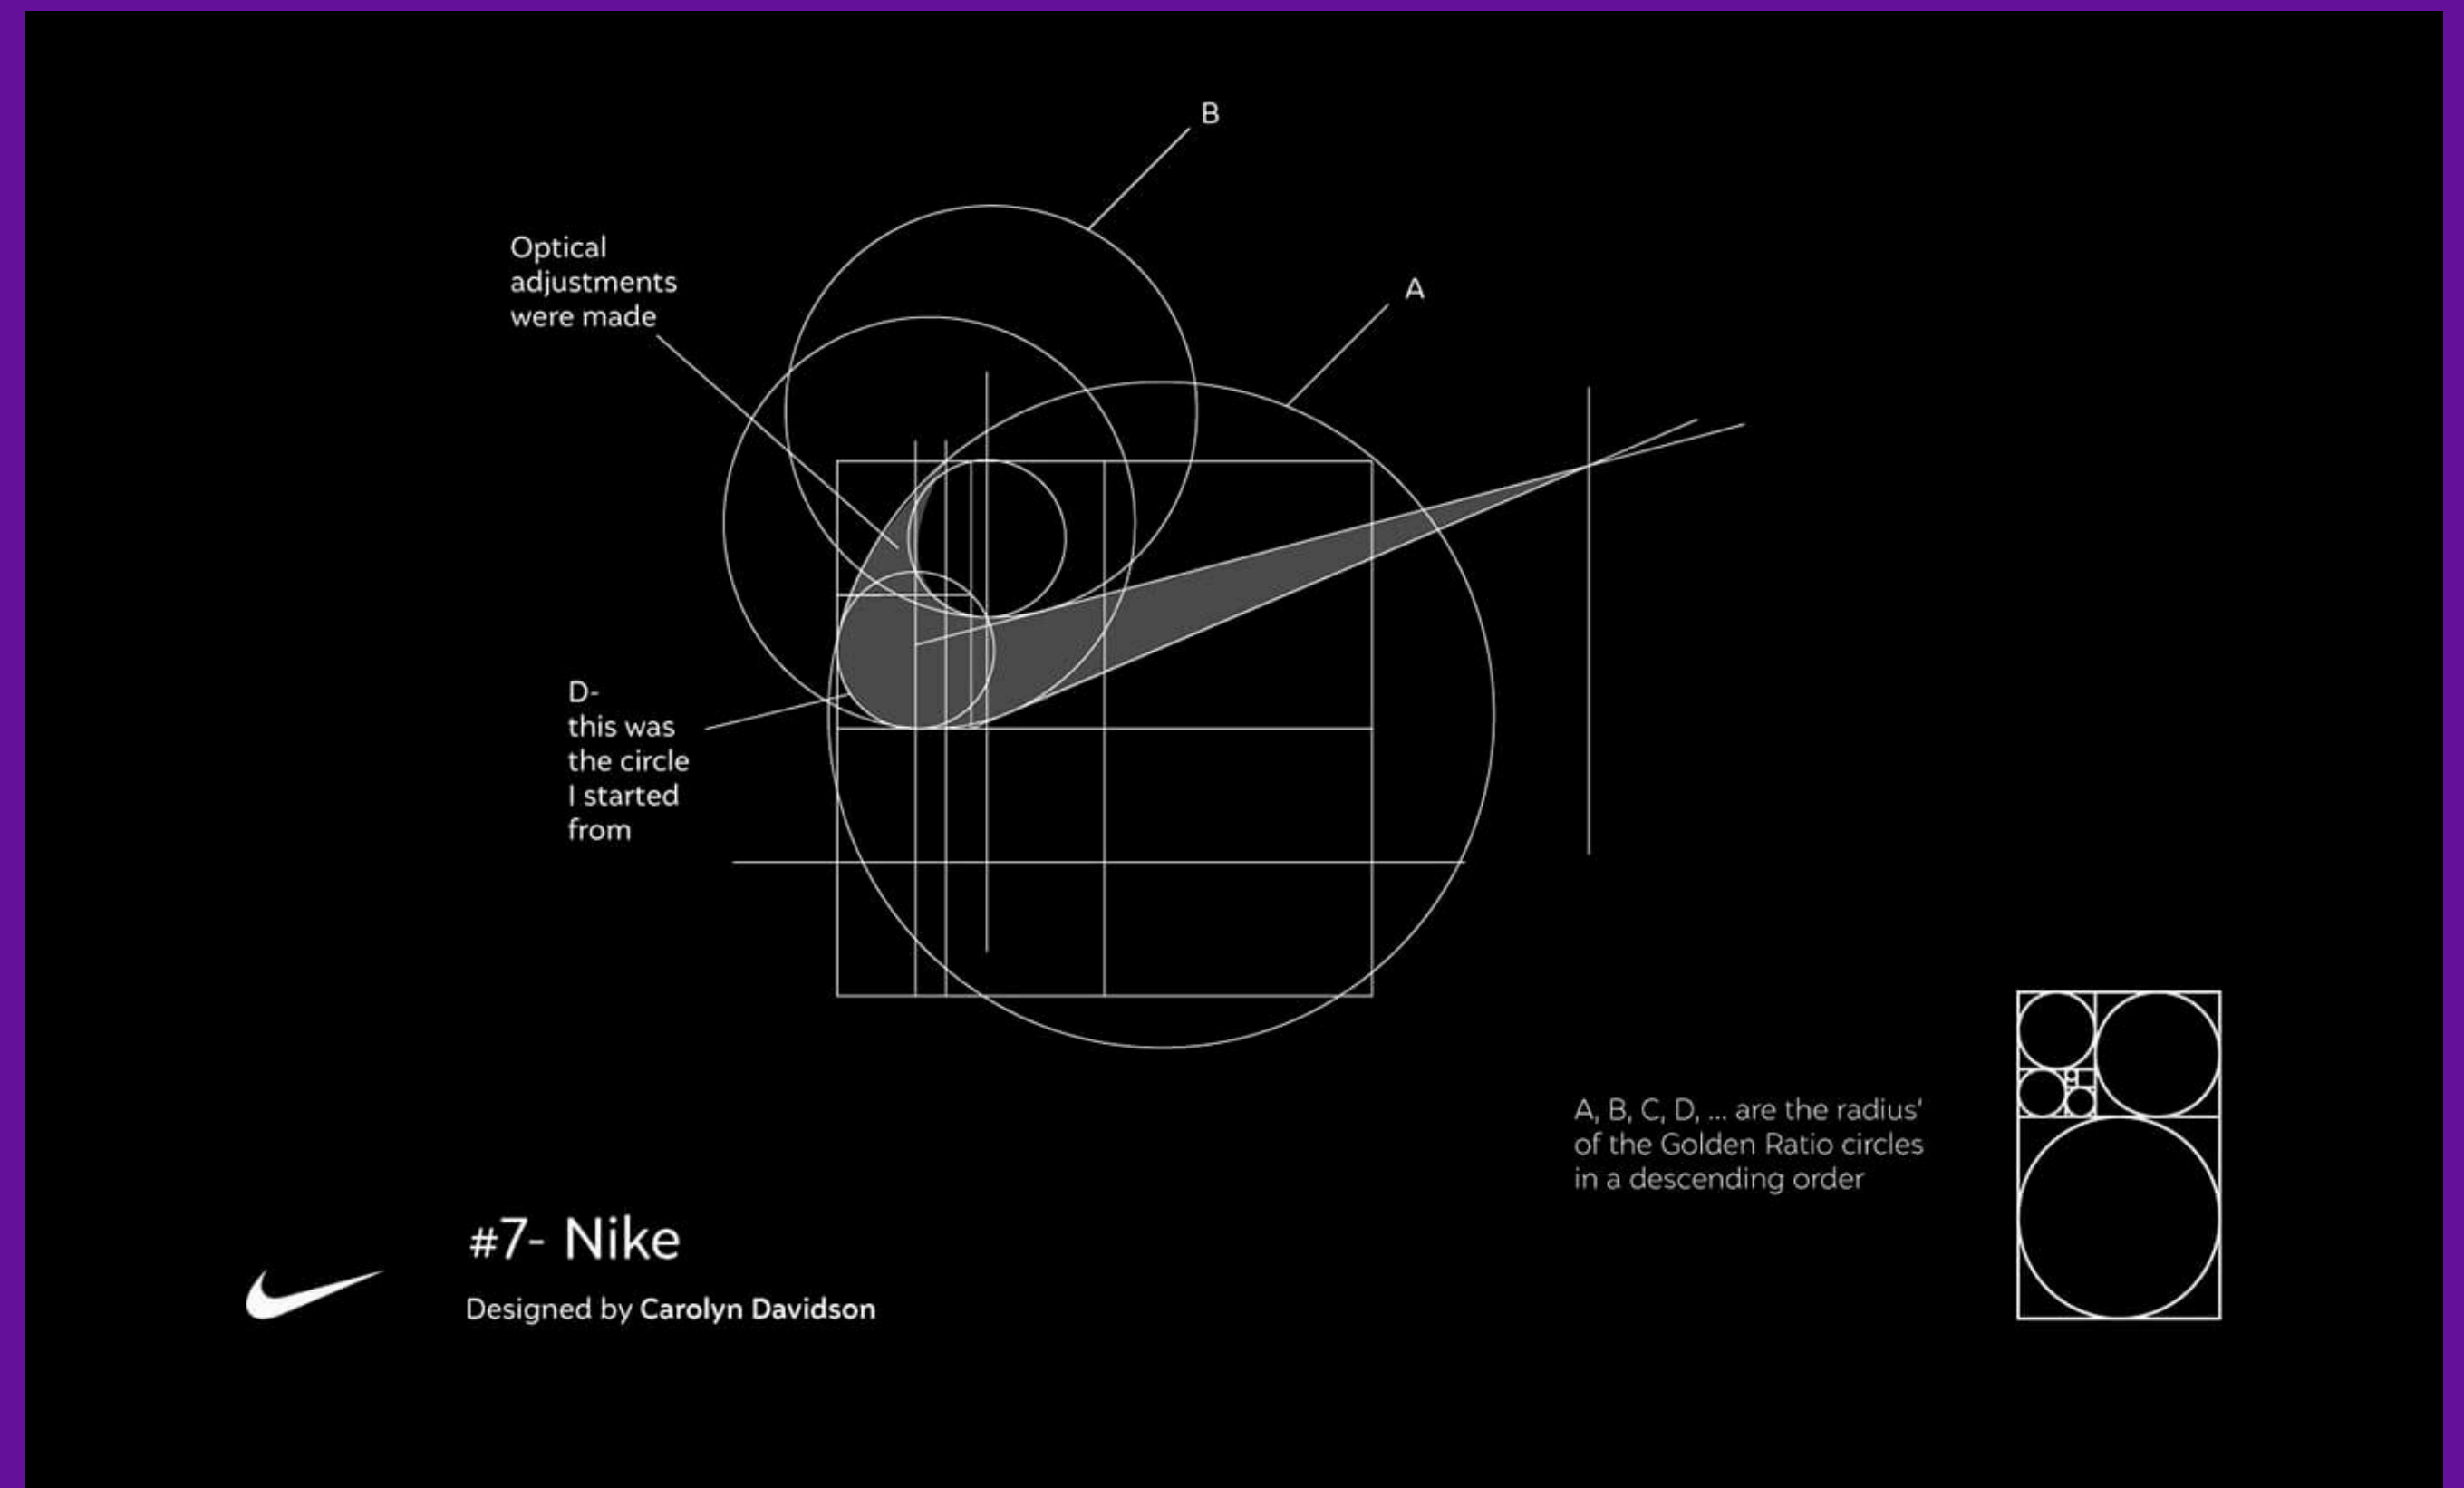 B
A
Optical
adjustments
were made
D-
this was
the circle
I started
from
A, B, C, D, ... are the radius'
of the Golden Ratio circles
in a descending order
#7- Nike
Designed by Carolyn Davidson